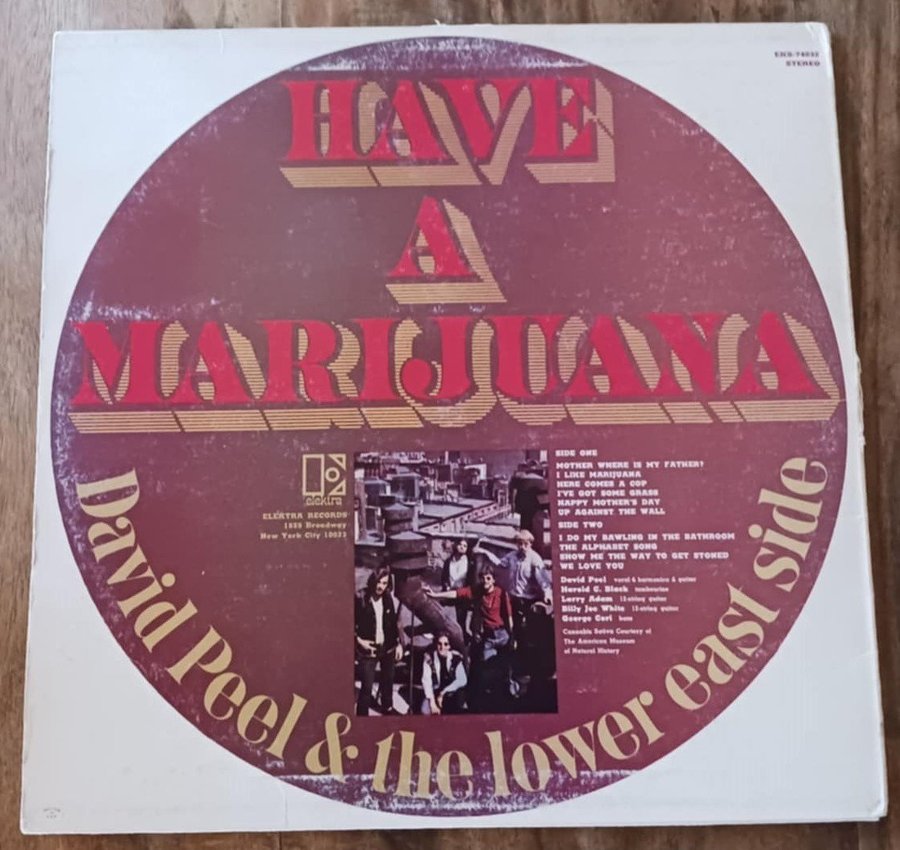 EKS-74032
STEREO
HAVE
A
MARIJUANA
elektra
ELEKTRA RECORDS
1855 Broadway
New York City 10023
SIDE ONE
MOTHER WHERE IS MY FATHER?
I LIKE MARIJUANA
HERE COMES A COP
I'VE GOT SOME GRASS
HAPPY MOTHER'S DAY
UP AGAINST THE WALL
SIDE TWO
I DO MY BAWLING IN THE BATHROOM
THE ALPHABET SONG
SHOW ME THE WAY TO GET STONED
WE LOVE YOU
David Peel vocal & harmonica & guitar
Harold C. Black tambourine
Larry Adam 12-string guitar
Billy Joe White 12-string guitar
George Cori bass
Cannabis Sativa Courtesy of
The American Museum
of Natural History
David Peel & the lower east side